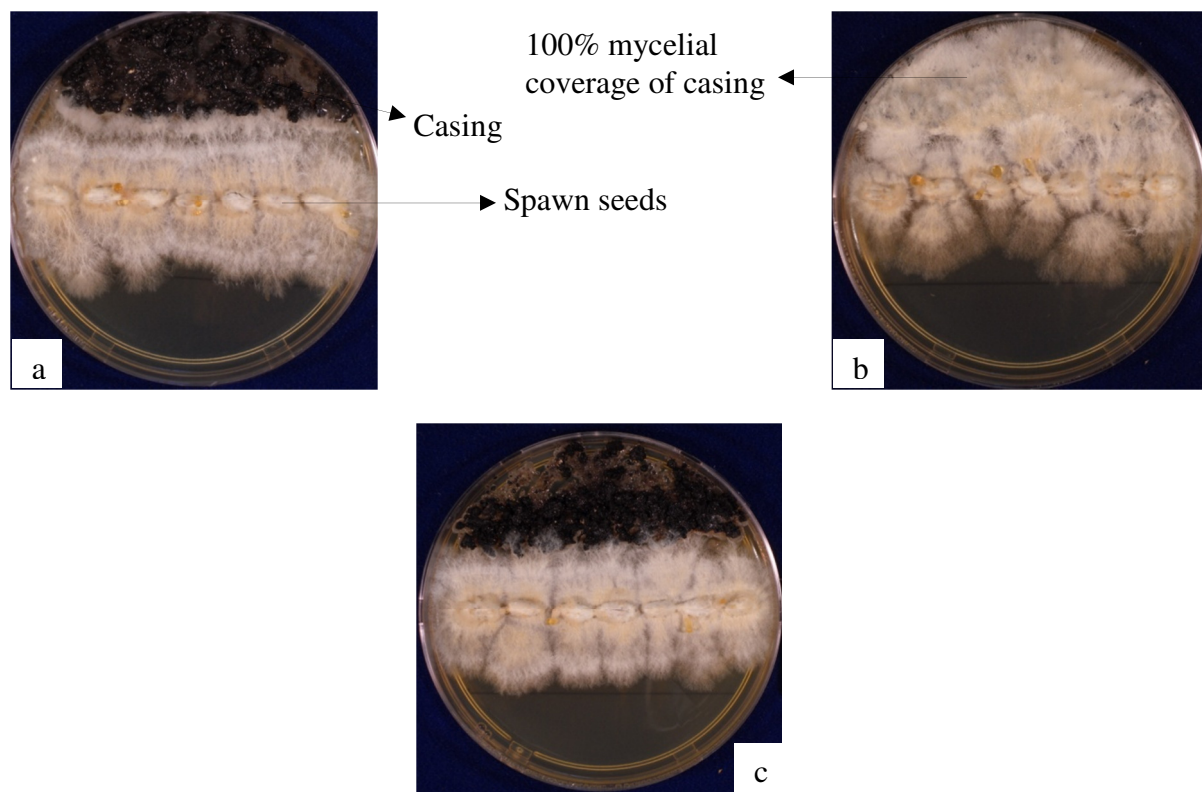 100% mycelial
coverage of casing
Casing
Spawn seeds
a
b
c